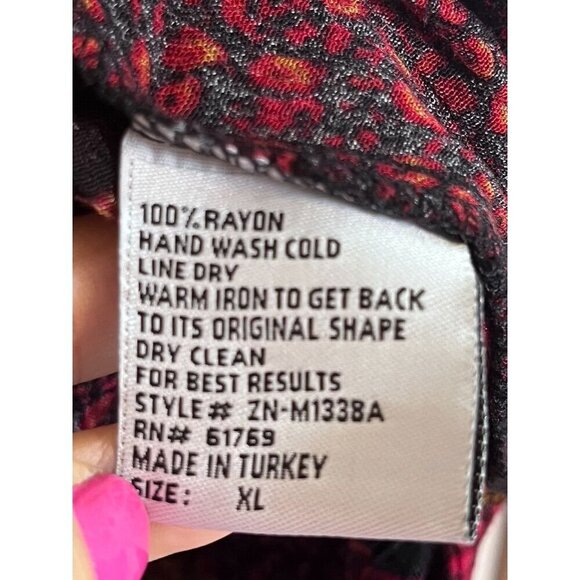 100% RAYON
HAND WASH COLD
LINE DRY
WARM IRON TO GET BACK
TO ITS ORIGINAL SHAPE
DRY CLEAN
FOR BEST RESULTS
STYLE# ZN-M1338A
RN# 61769
MADE IN TURKEY
SIZE: XL